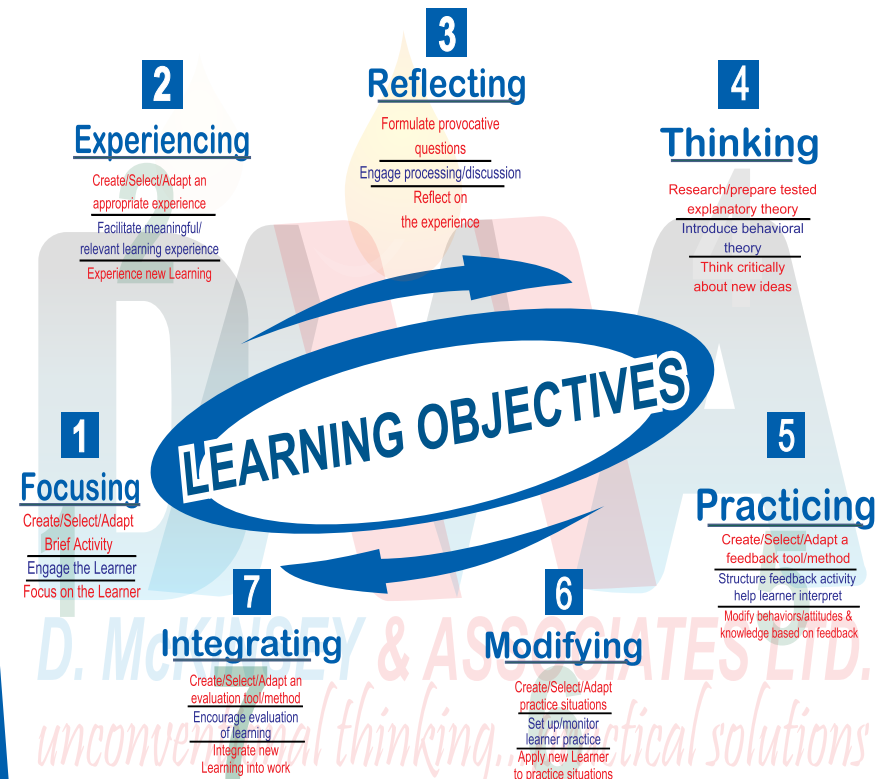 1
Focusing
Create/Select/Adapt
Brief Activity
Engage the Learner
Focus on the Learner
2
Experiencing
Create/Select/Adapt an
appropriate experience
Facilitate meaningful/
relevant learning experience
Experience new Learning
3
Reflecting
Formulate provocative
questions
Engage processing/discussion
Reflect on
the experience
4
Thinking
Research/prepare tested
explanatory theory
Introduce behavioral
theory
Think critically
about new ideas
LEARNING OBJECTIVES
5
Practicing
Create/Select/Adapt a
feedback tool/method
Structure feedback activity
help learner interpret
Modify behaviors/attitudes &
knowledge based on feedback
6
Modifying
Create/Select/Adapt
practice situations
Set up/monitor
learner practice
Apply new Learner
to practice situations
7
Integrating
Create/Select/Adapt an
evaluation tool/method
Encourage evaluation
of learning
Integrate new
Learning into work
D. McKINSEY & ASSOCIATES LTD.
thinking... solutions